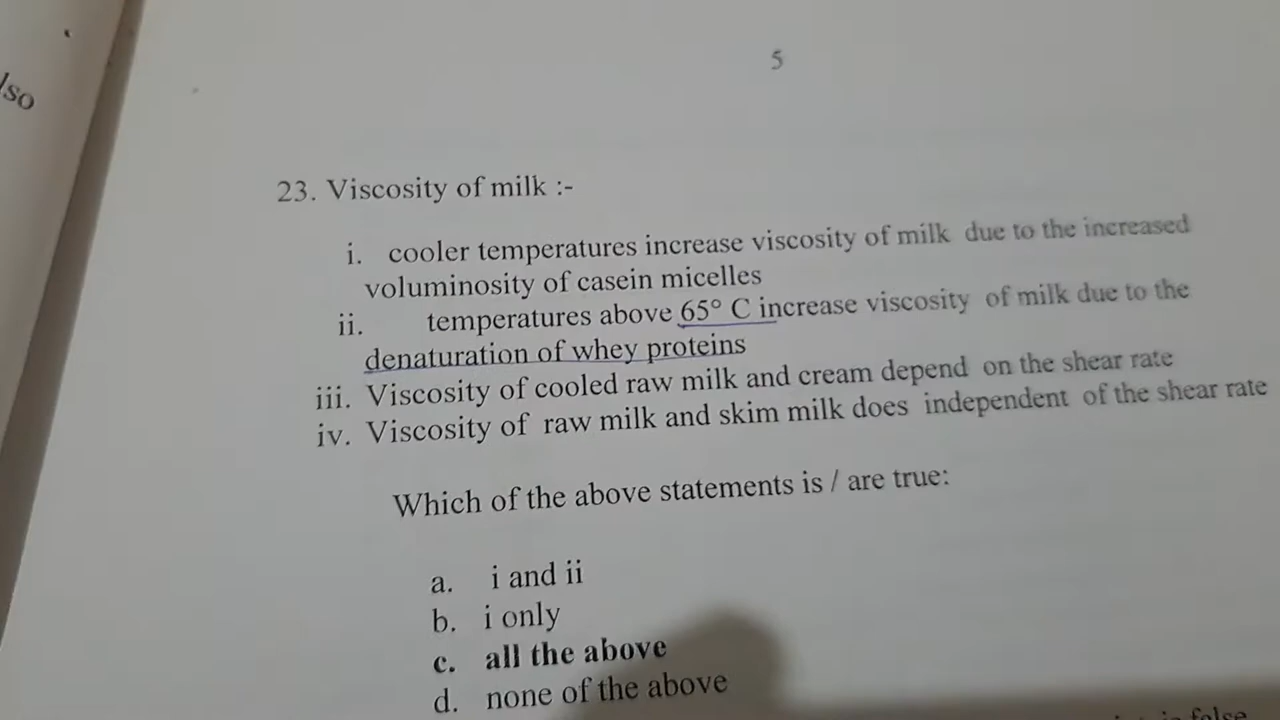 lso
5
23. Viscosity of milk :-
i. cooler temperatures increase viscosity of milk due to the increased
voluminosity of casein micelles
ii. temperatures above 65° C increase viscosity of milk due to the
denaturation of whey proteins
iii. Viscosity of cooled raw milk and cream depend on the shear rate
iv. Viscosity of raw milk and skim milk does independent of the shear rate
Which of the above statements is / are true:
a. i and ii
b. i only
c. all the above
d. none of the above
is false